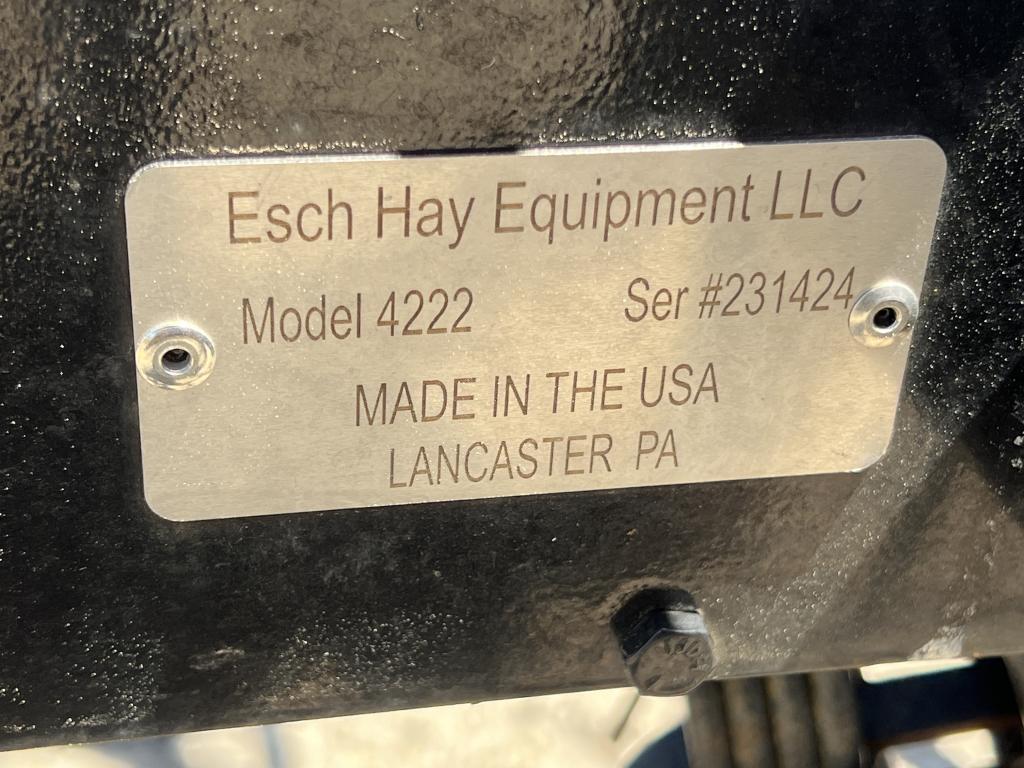 Esch Hay Equipment LLC
Model 4222 Ser #231424
MADE IN THE USA
LANCASTER PA